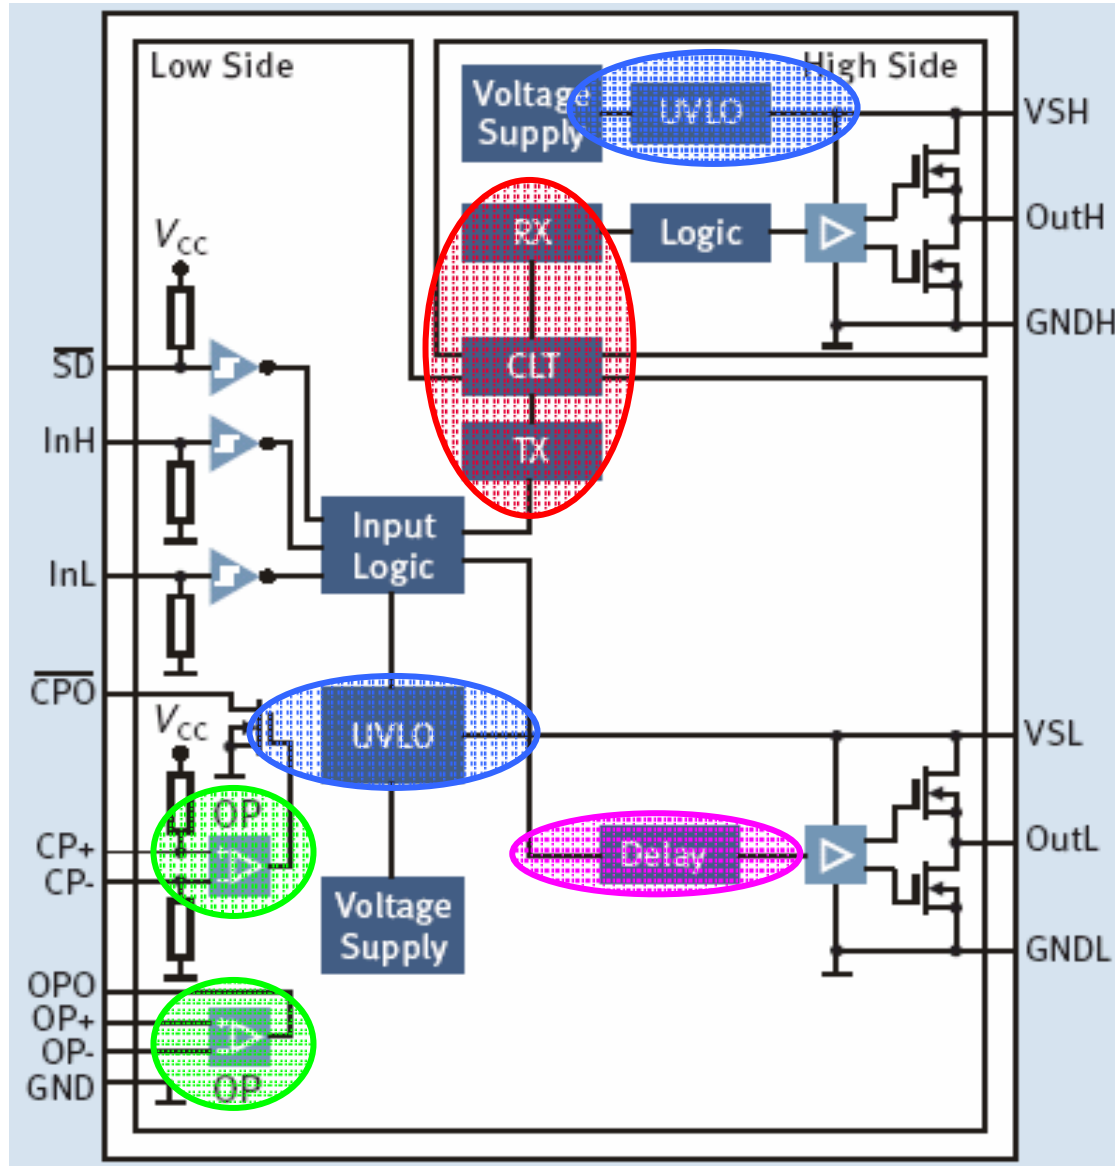 Low Side
High Side
Voltage
Supply
UVLO
VSH
RX
Logic
OutH
VCC
GNDH
SD
CLT
InH
TX
Input
Logic
InL
CPO
VCC
UVLO
VSL
OP
CP+
CP-
Delay
OutL
Voltage
Supply
GNDL
OPO
OP+
OP-
GND
OP